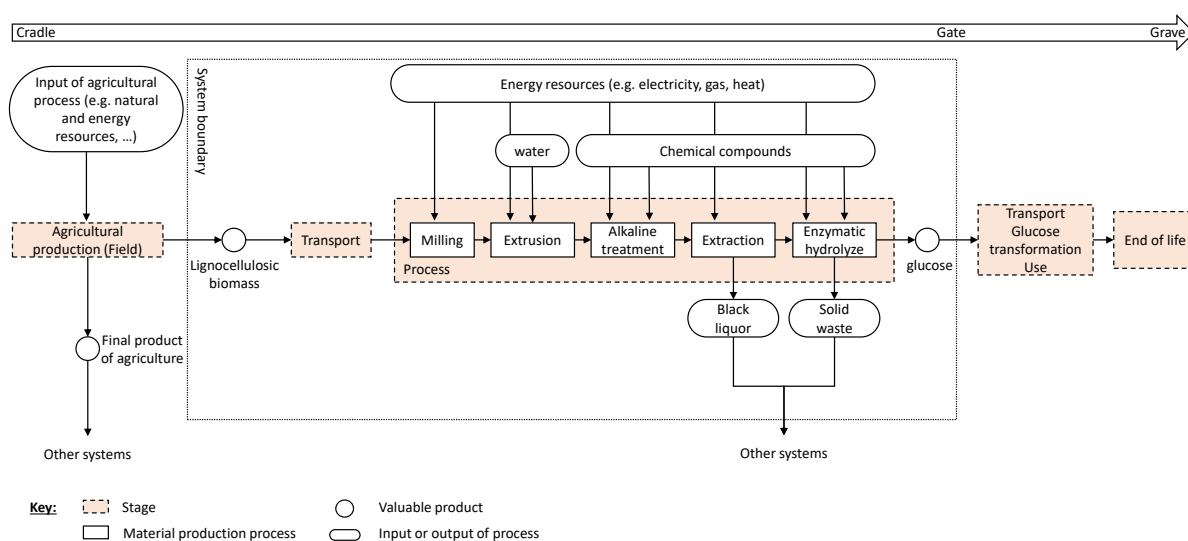 Cradle
Gate
Grave
Input of agricultural
process (e.g. natural
and energy
resources, …)
System boundary
Energy resources (e.g. electricity, gas, heat)
water
Chemical compounds
Agricultural
production (Field)
Lignocellulosic
biomass
Transport
Milling
Extrusion
Alkaline
treatment
Extraction
Enzymatic
hydrolyze
Process
glucose
Transport
Glucose
transformation
Use
End of life
Black
liquor
Solid
waste
Final product
of agriculture
Other systems
Other systems
Key:
Stage
Valuable product
Material production process
Input or output of process